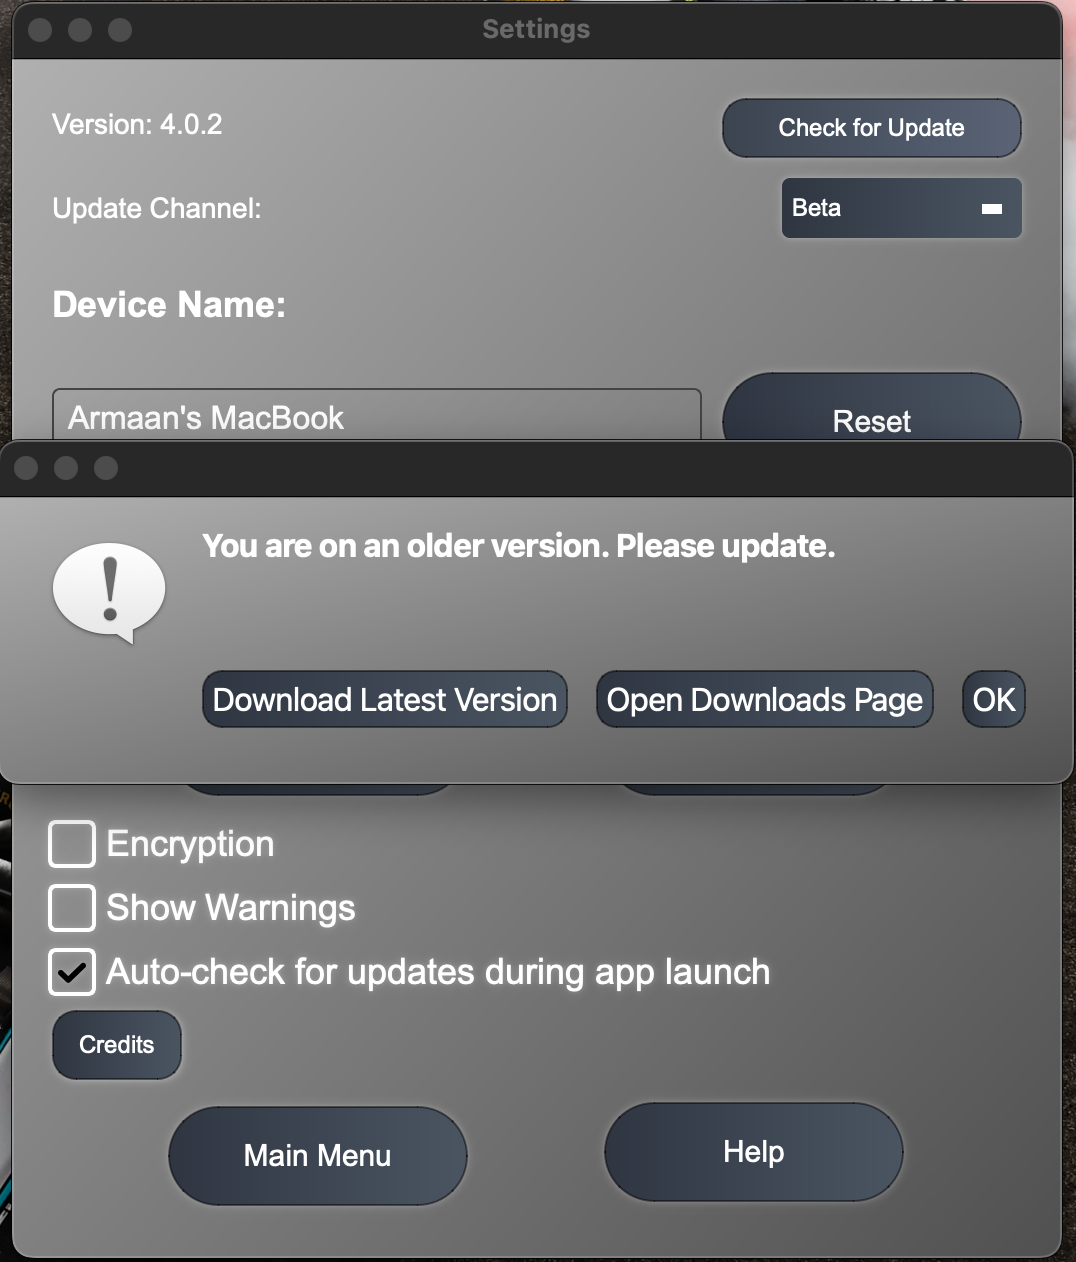 Settings
Version: 4.0.2
Check for Update
Update Channel:
Beta
Device Name:
Armaan's MacBook
Reset
You are on an older version. Please update.
Download Latest Version
Open Downloads Page
OK
Encryption
Show Warnings
Auto-check for updates during app launch
Credits
Main Menu
Help